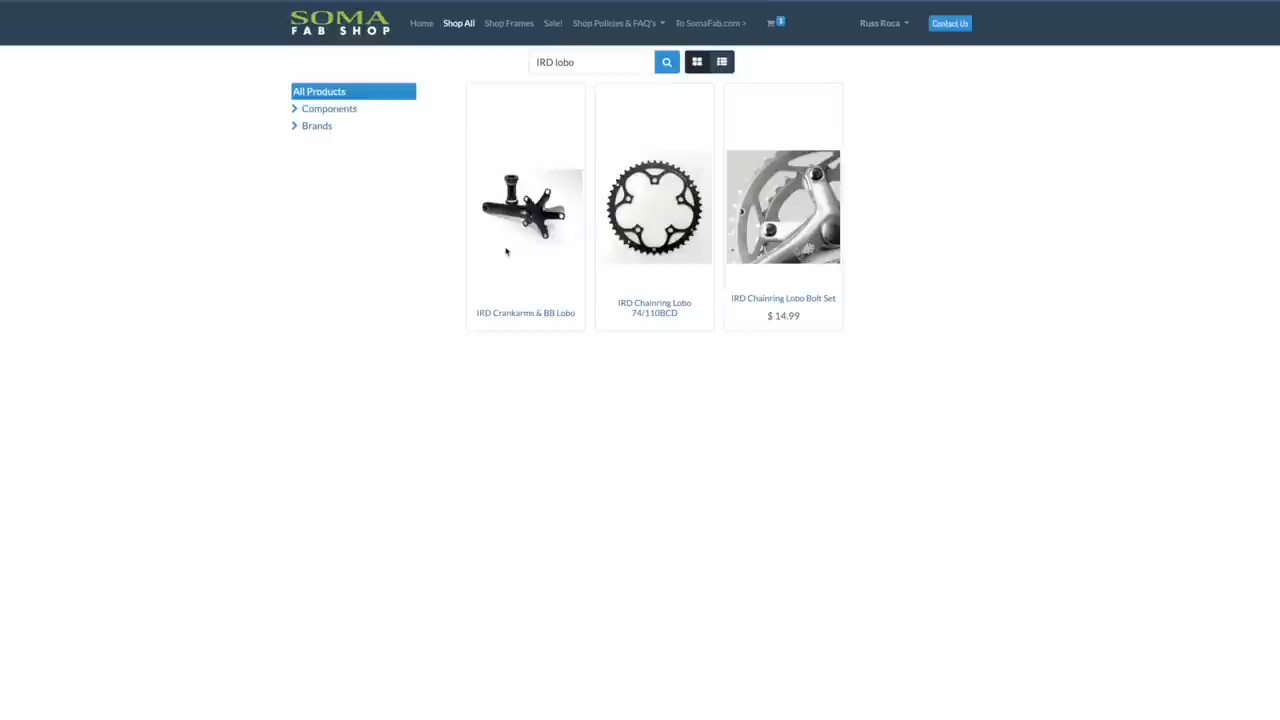 SOMA
FAB SHOP
Home Shop All Shop Frames Sale! Shop Policies & FAQ's To SomaFab.com > Russ Roca Contact Us
IRD lobo
All Products
Components
Brands
IRD Crankarms & BB Lobo
IRD Chainring Lobo
74/110BCD
IRD Chainring Lobo Bolt Set
$ 14.99